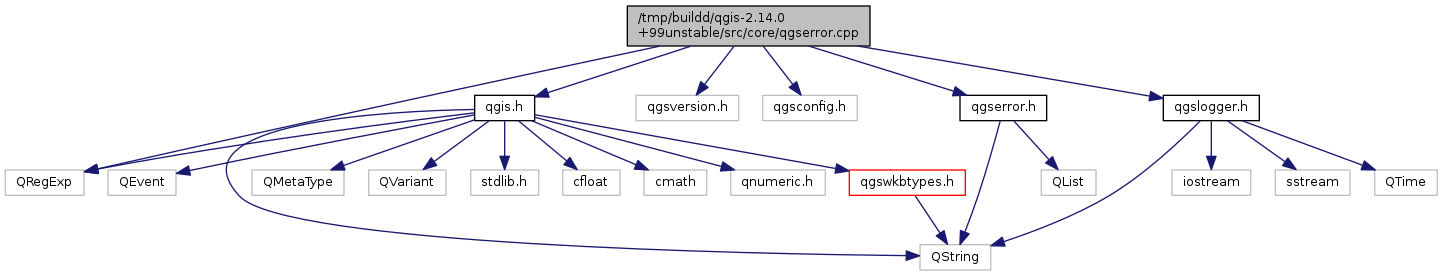 /tmp/buildd/qgis-2.14.0
+99unstable/src/core/qgserror.cpp
qgis.h
qgsversion.h
qgsconfig.h
qgserror.h
qgslogger.h
QRegExp
QEvent
QMetaType
QVariant
stdlib.h
cfloat
cmath
qnumeric.h
qgswkbtypes.h
QList
iostream
sstream
QTime
QString